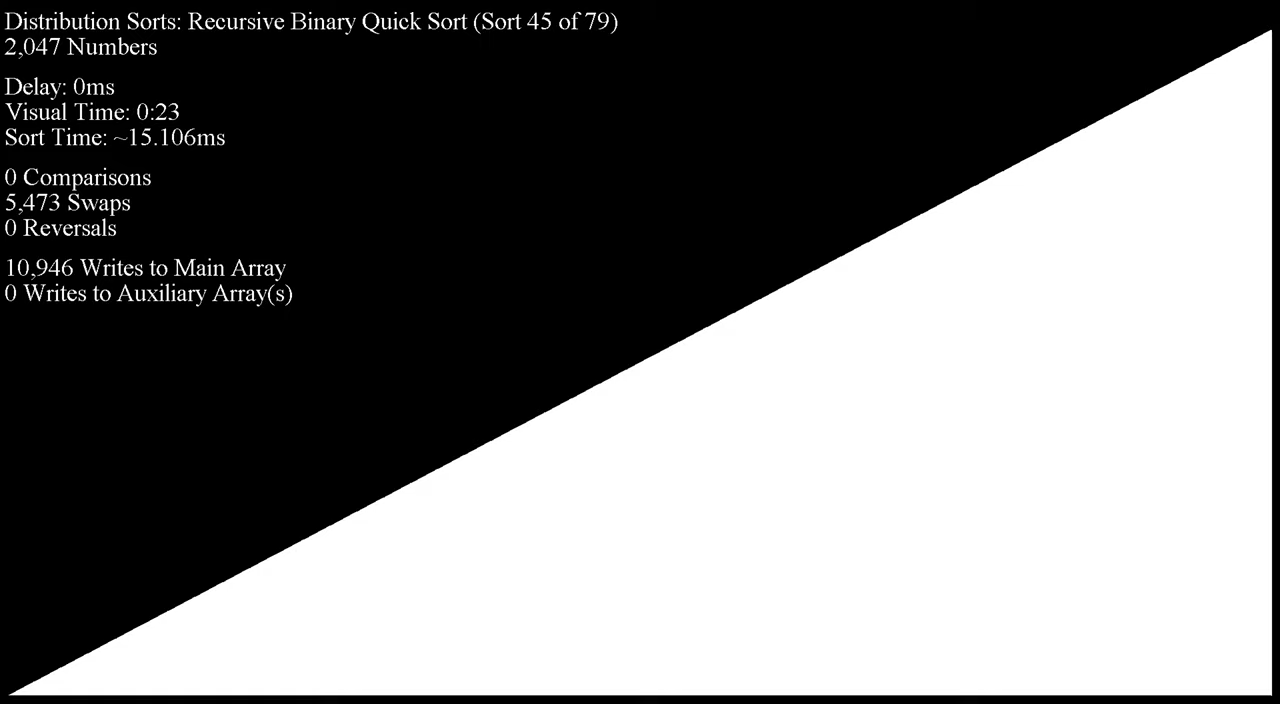 Distribution Sorts: Recursive Binary Quick Sort (Sort 45 of 79)
2,047 Numbers
Delay: 0ms
Visual Time: 0:23
Sort Time: ~15.106ms
0 Comparisons
5,473 Swaps
0 Reversals
10,946 Writes to Main Array
0 Writes to Auxiliary Array(s)